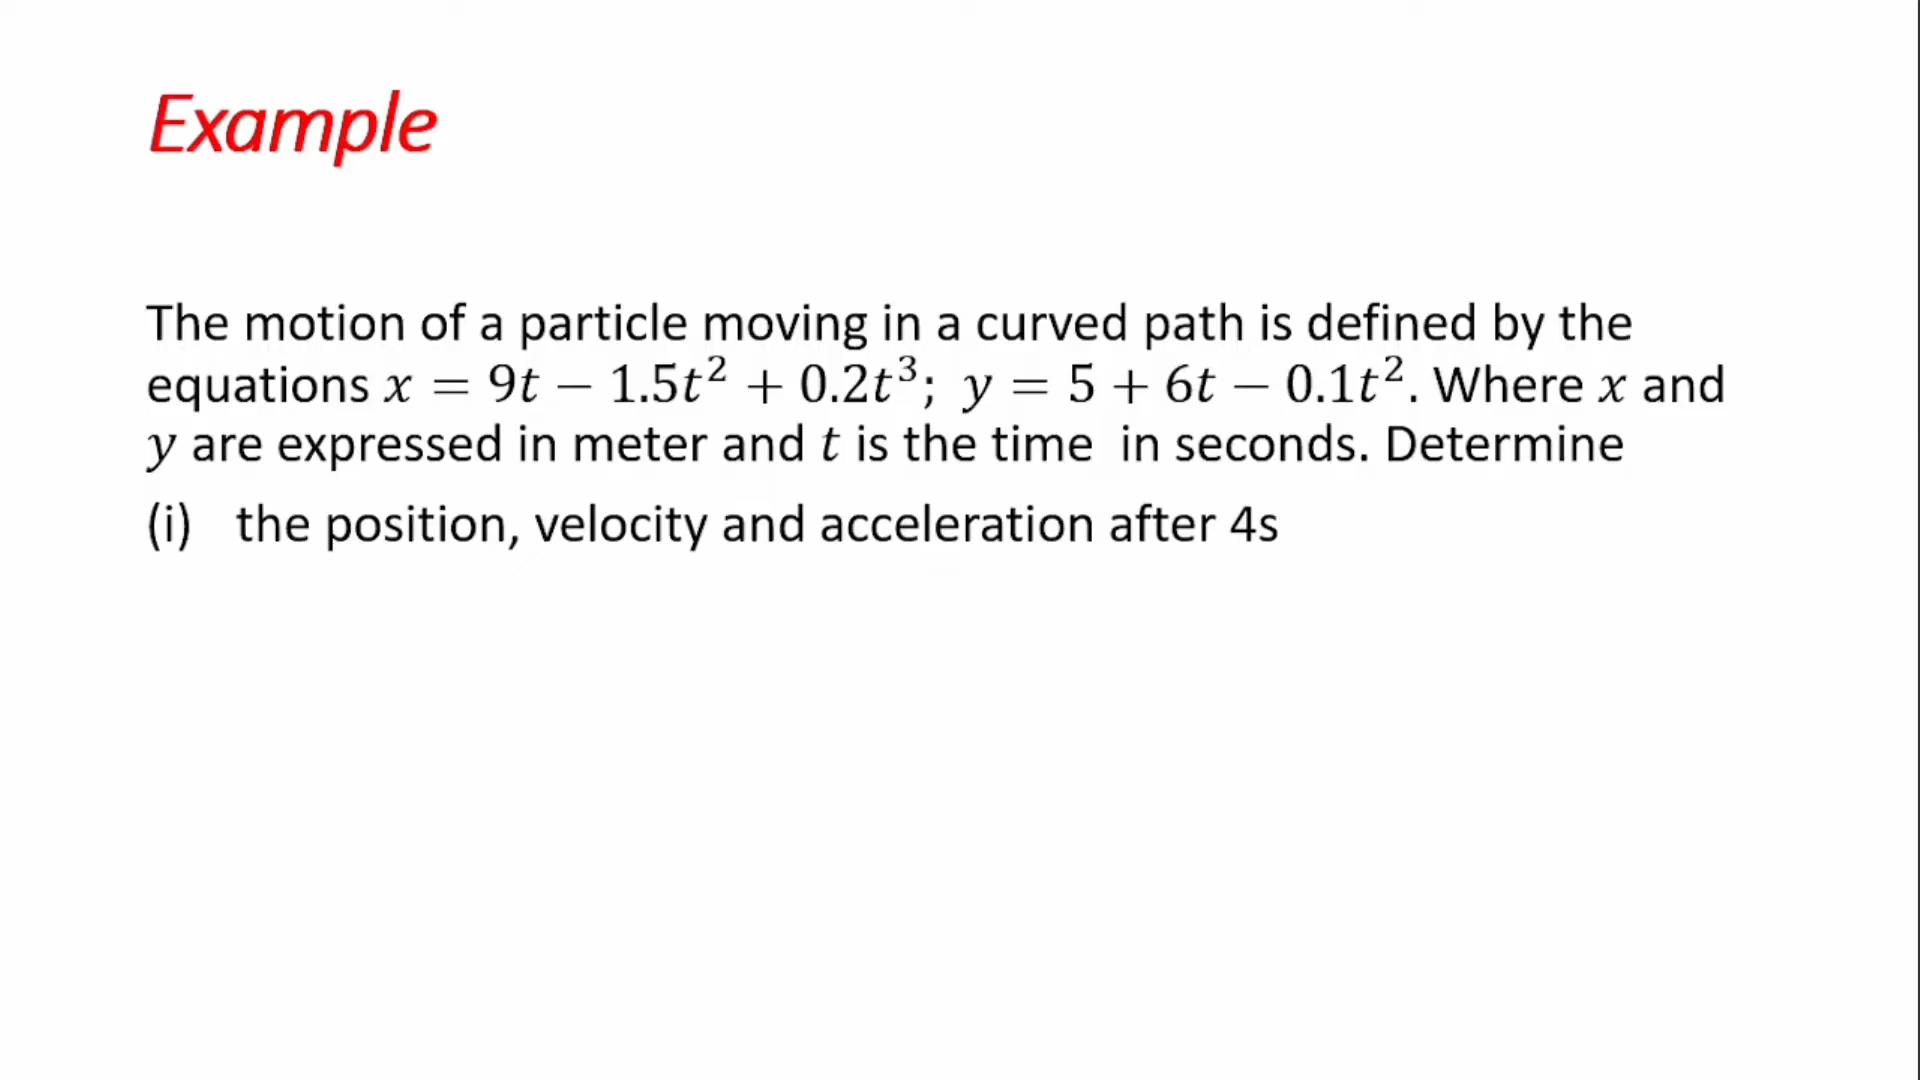 Example
The motion of a particle moving in a curved path is defined by the
equations x = 9t − 1.5t² + 0.2t³; y = 5 + 6t − 0.1t². Where x and
y are expressed in meter and t is the time in seconds. Determine
(i) the position, velocity and acceleration after 4s